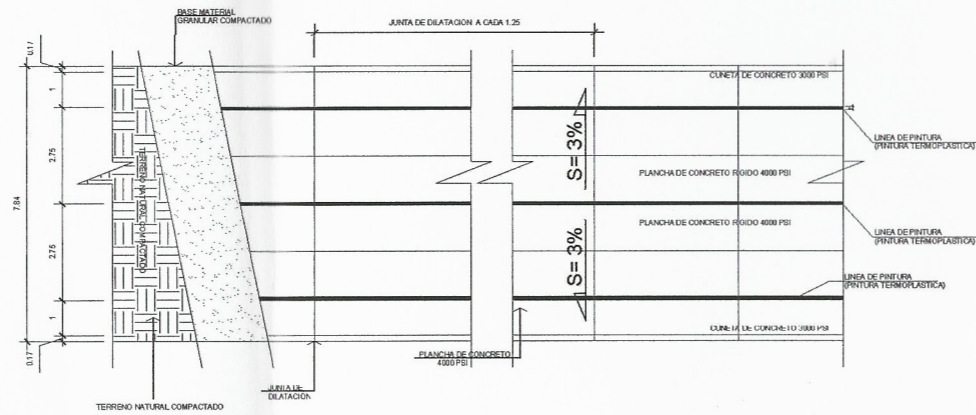 BASE MATERIAL
GRANULAR COMPACTADO
JUNTA DE DILATACION A CADA 1.25
0.17
1
2.75
7.84
2.75
1
0.17
CUNETA DE CONCRETO 3000 PSI
LINEA DE PINTURA
(PINTURA TERMOPLASTICA)
S= 3%
TERRENO NATURAL COMPACTADO
PLANCHA DE CONCRETO RIGIDO 4000 PSI
PLANCHA DE CONCRETO RIGIDO 4000 PSI
LINEA DE PINTURA
(PINTURA TERMOPLASTICA)
S= 3%
LINEA DE PINTURA
(PINTURA TERMOPLASTICA)
CUNETA DE CONCRETO 3000 PSI
PLANCHA DE CONCRETO
4000 PSI
JUNTA DE
DILATACION
TERRENO NATURAL COMPACTADO